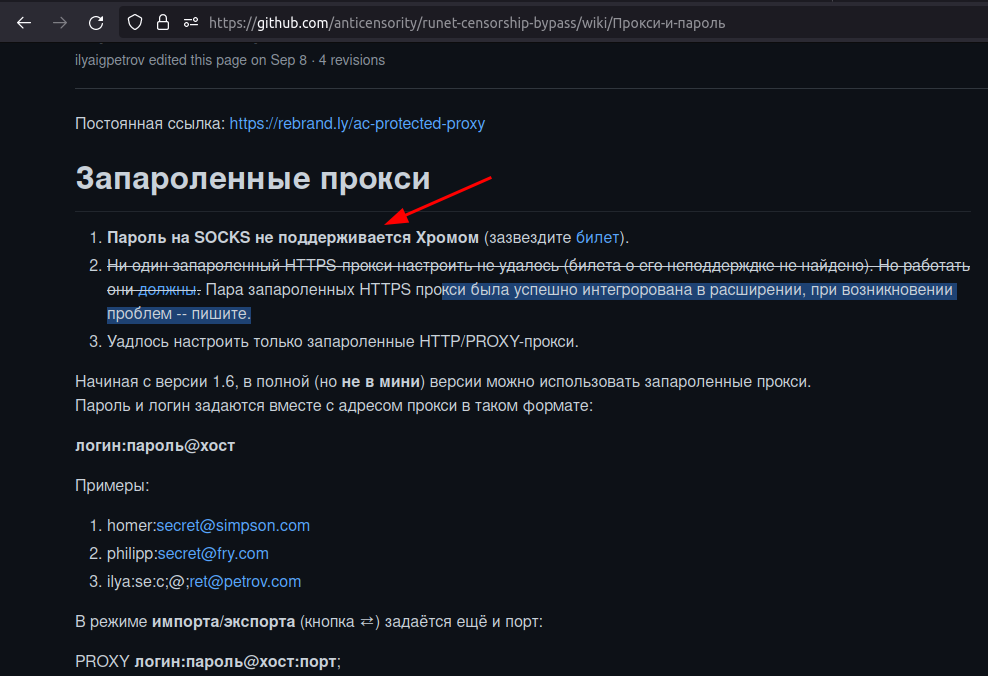 https://github.com/anticensority/runet-censorship-bypass/wiki/Прокси-и-пароль
ilyaigpetrov edited this page on Sep 8 · 4 revisions
Постоянная ссылка: https://rebrand.ly/ac-protected-proxy
Запароленные прокси
1. Пароль на SOCKS не поддерживается Хромом (зазвездите билет).
2. Ни один запароленный HTTPS-прокси настроить не удалось (билета о его неподдерждке не найдено). Но работать
они должны. Пара запароленных HTTPS прокси была успешно интегророvана в расширении, при возникновении
проблем -- пишите.
3. Уадлось настроить только запароленные HTTP/PROXY-прокси.
Начиная с версии 1.6, в полной (но не в мини) версии можно использовать запароленные прокси.
Пароль и логин задаются вместе с адресом прокси в таком формате:
логин:пароль@хост
Примеры:
1. homer:secret@simpson.com
2. philipp:secret@fry.com
3. ilya:se:c;@;ret@petrov.com
В режиме импорта/экспорта (кнопка ⇄) задаётся ещё и порт:
PROXY логин:пароль@хост:порт;